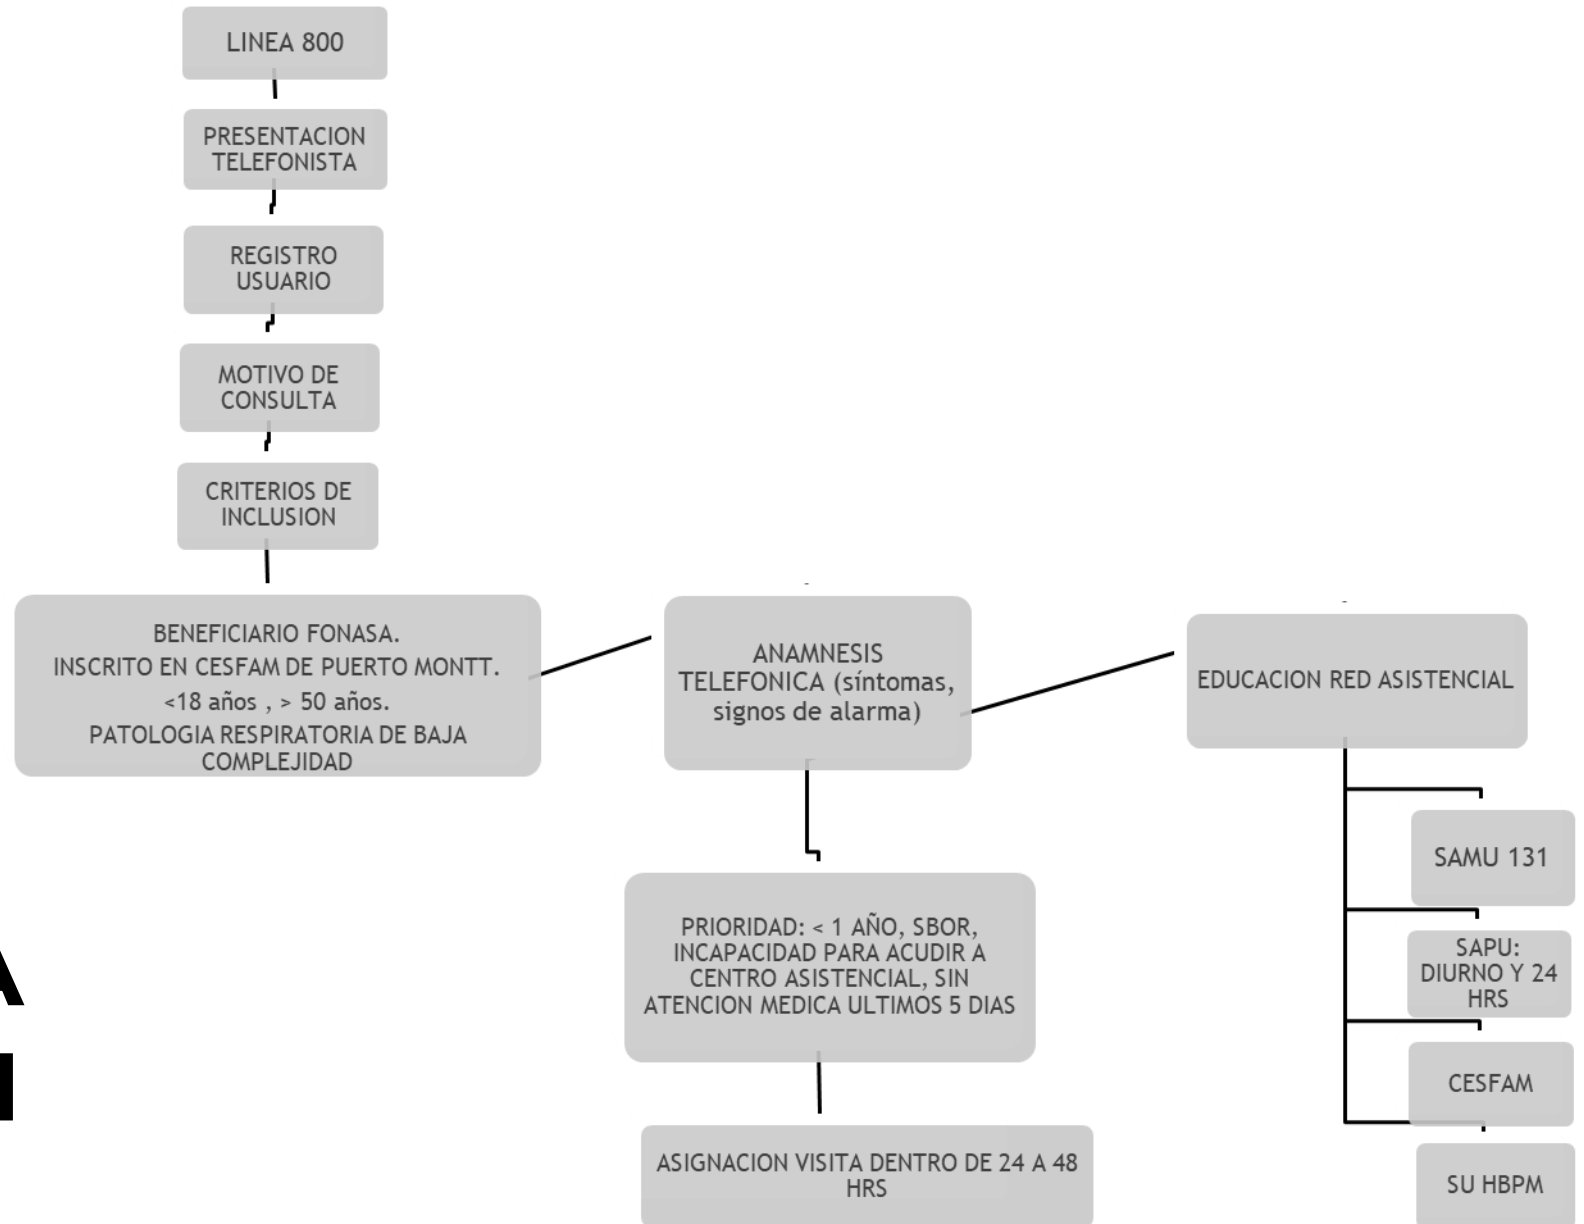 LINEA 800
PRESENTACION
TELEFONISTA
REGISTRO
USUARIO
MOTIVO DE
CONSULTA
CRITERIOS DE
INCLUSION
BENEFICIARIO FONASA.
INSCRITO EN CESFAM DE PUERTO MONTT.
<18 años , > 50 años.
PATOLOGIA RESPIRATORIA DE BAJA
COMPLEJIDAD
ANAMNESIS
TELEFONICA (síntomas,
signos de alarma)
PRIORIDAD: < 1 AÑO, SBOR,
INCAPACIDAD PARA ACUDIR A
CENTRO ASISTENCIAL, SIN
ATENCION MEDICA ULTIMOS 5 DIAS
ASIGNACION VISITA DENTRO DE 24 A 48
HRS
EDUCACION RED ASISTENCIAL
SAMU 131
SAPU:
DIURNO Y 24
HRS
CESFAM
SU HBPM